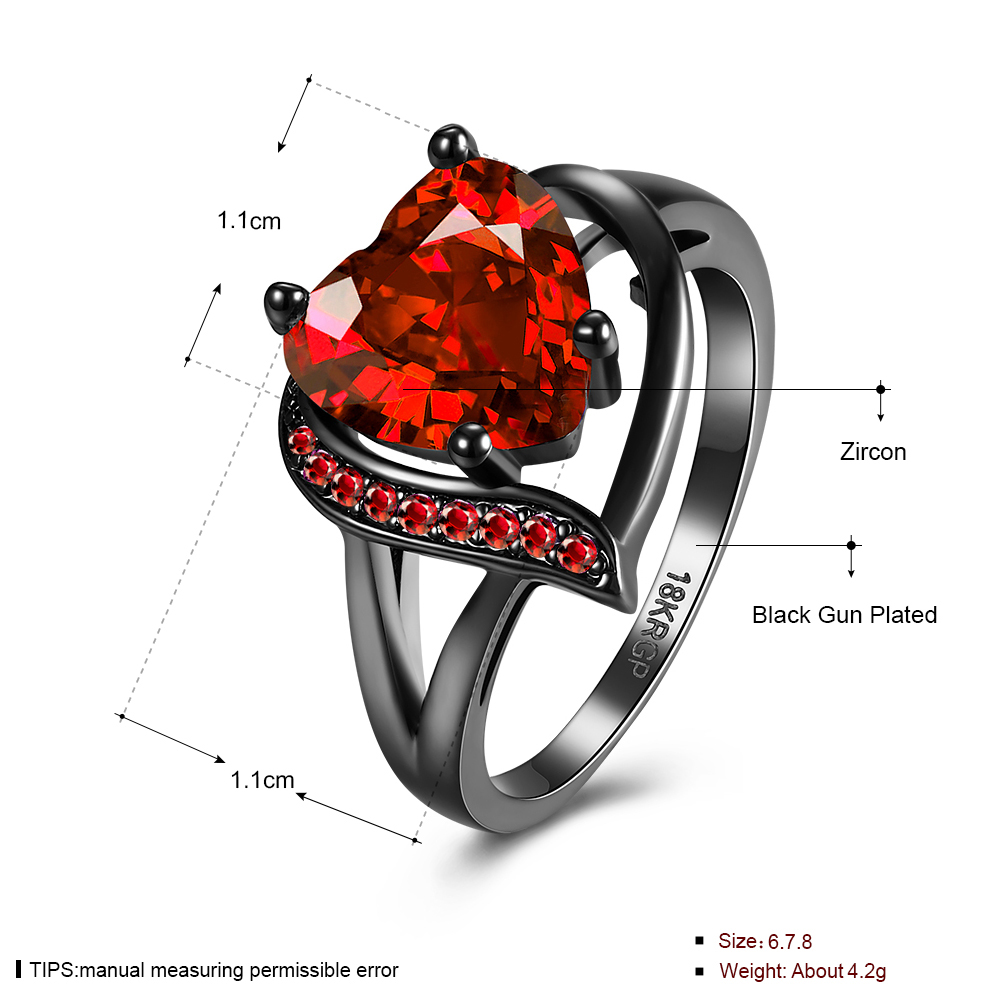 1.1cm
Zircon
Black Gun Plated
18KRGP
1.1cm
Size: 6.7.8
Weight: About 4.2g
TIPS:manual measuring permissible error